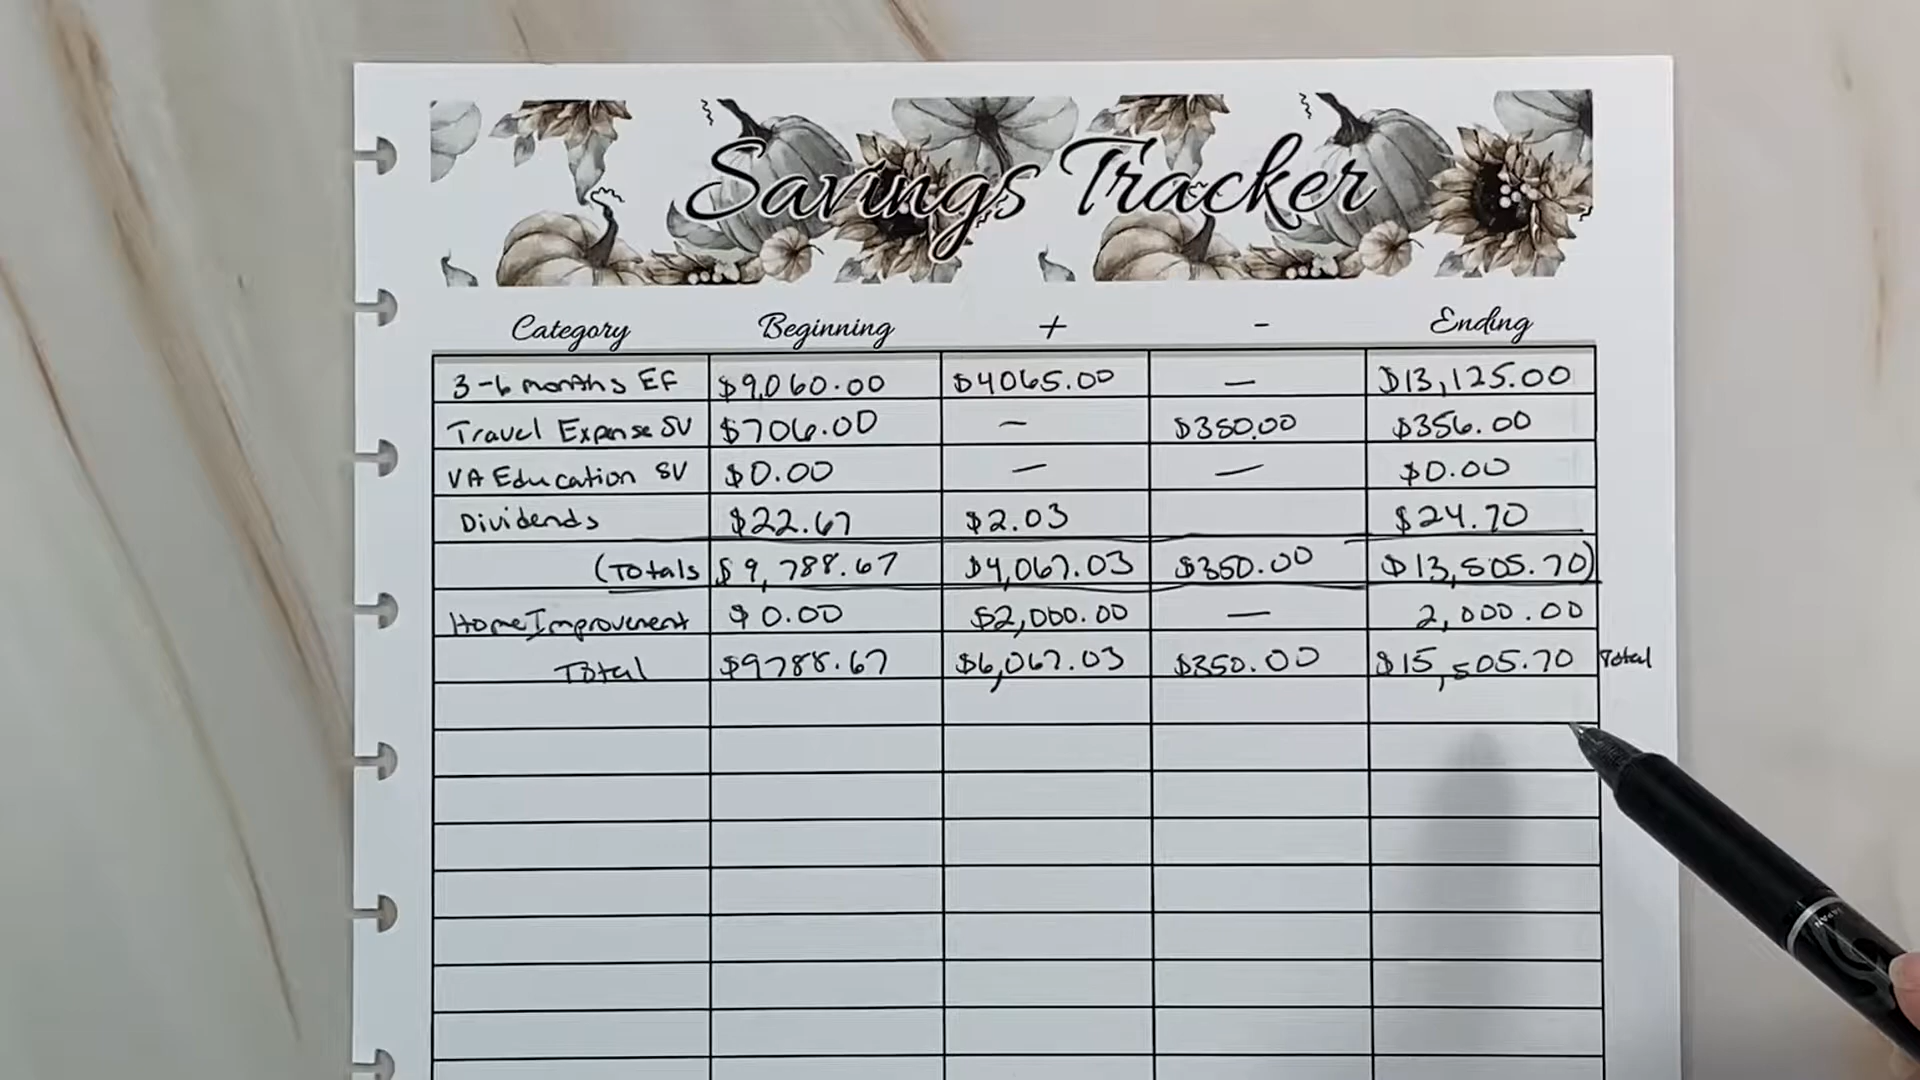 Savings Tracker
Category Beginning + - Ending
3-6 months EF $9,060.00 $4065.00 — $13,125.00
Travel Expense SV $706.00 — $350.00 $356.00
VA Education SV $0.00 — — $0.00
Dividends $22.67 $2.03 $24.70
(Totals $9,788.67 $4,067.03 $350.00 $13,505.70)
Home Improvement $0.00 $2,000.00 — 2,000.00
Total $9788.67 $6,067.03 $350.00 $15,505.70 Total
JAPAN